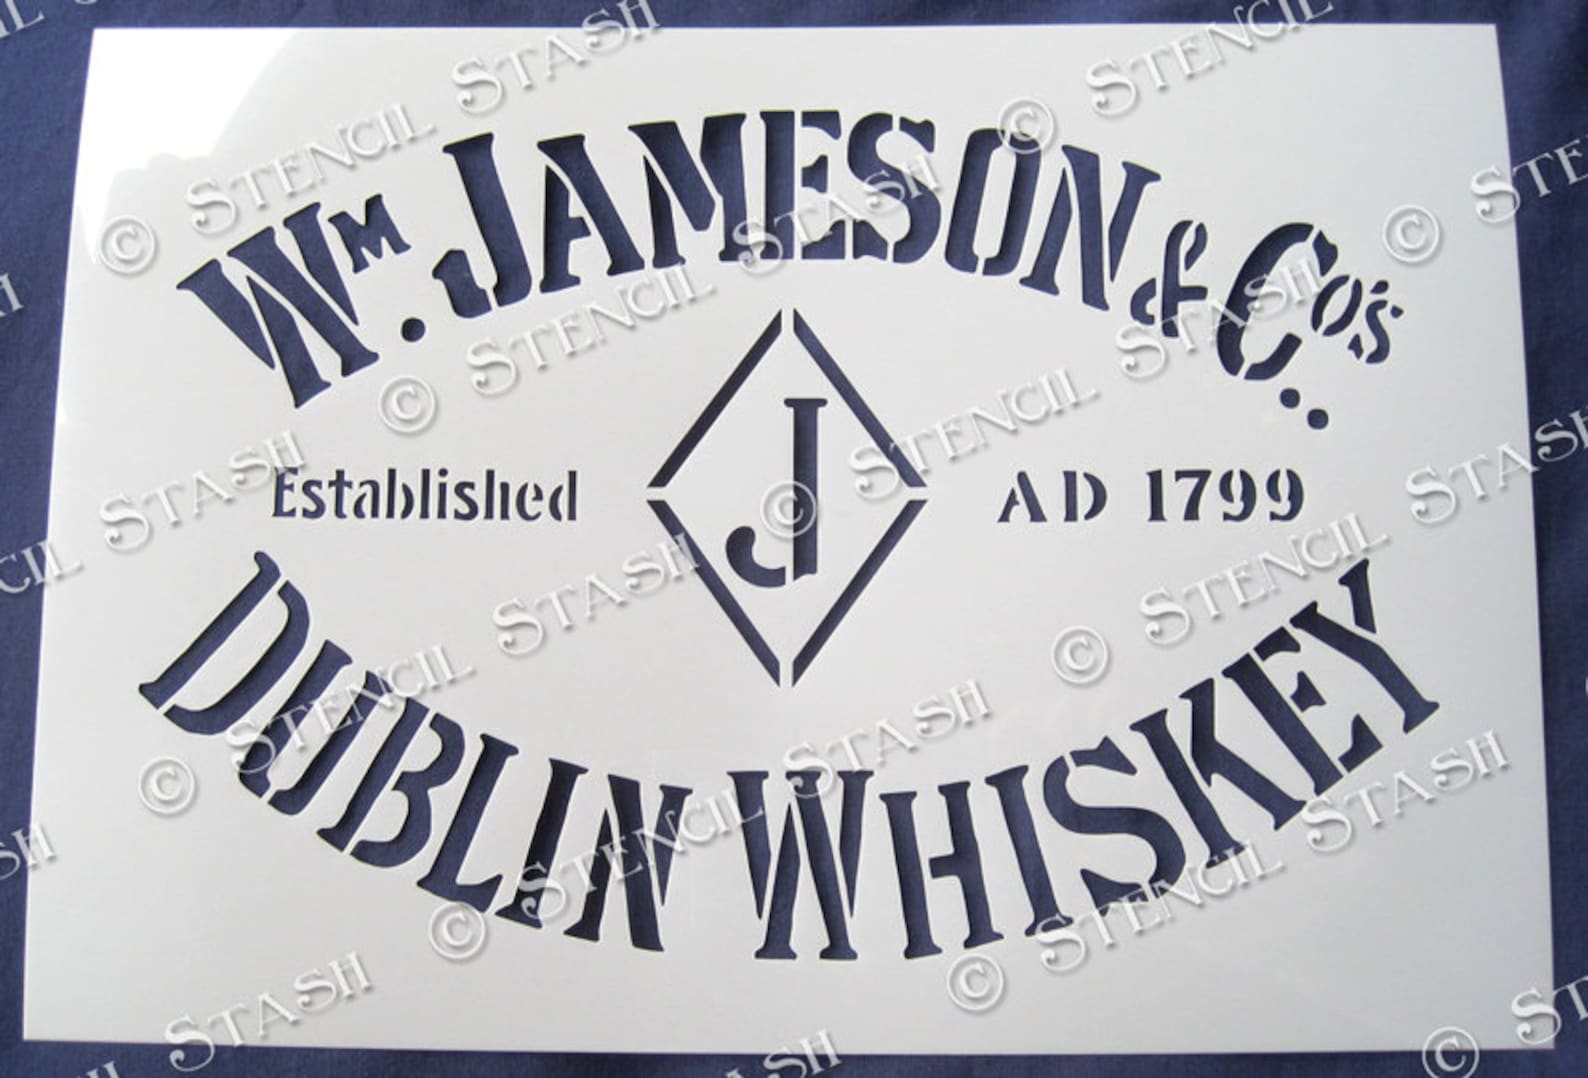 Wm. JAMESON & Co's..
J
Established AD 1799
DUBLIN WHISKEY
© STENCIL STASH